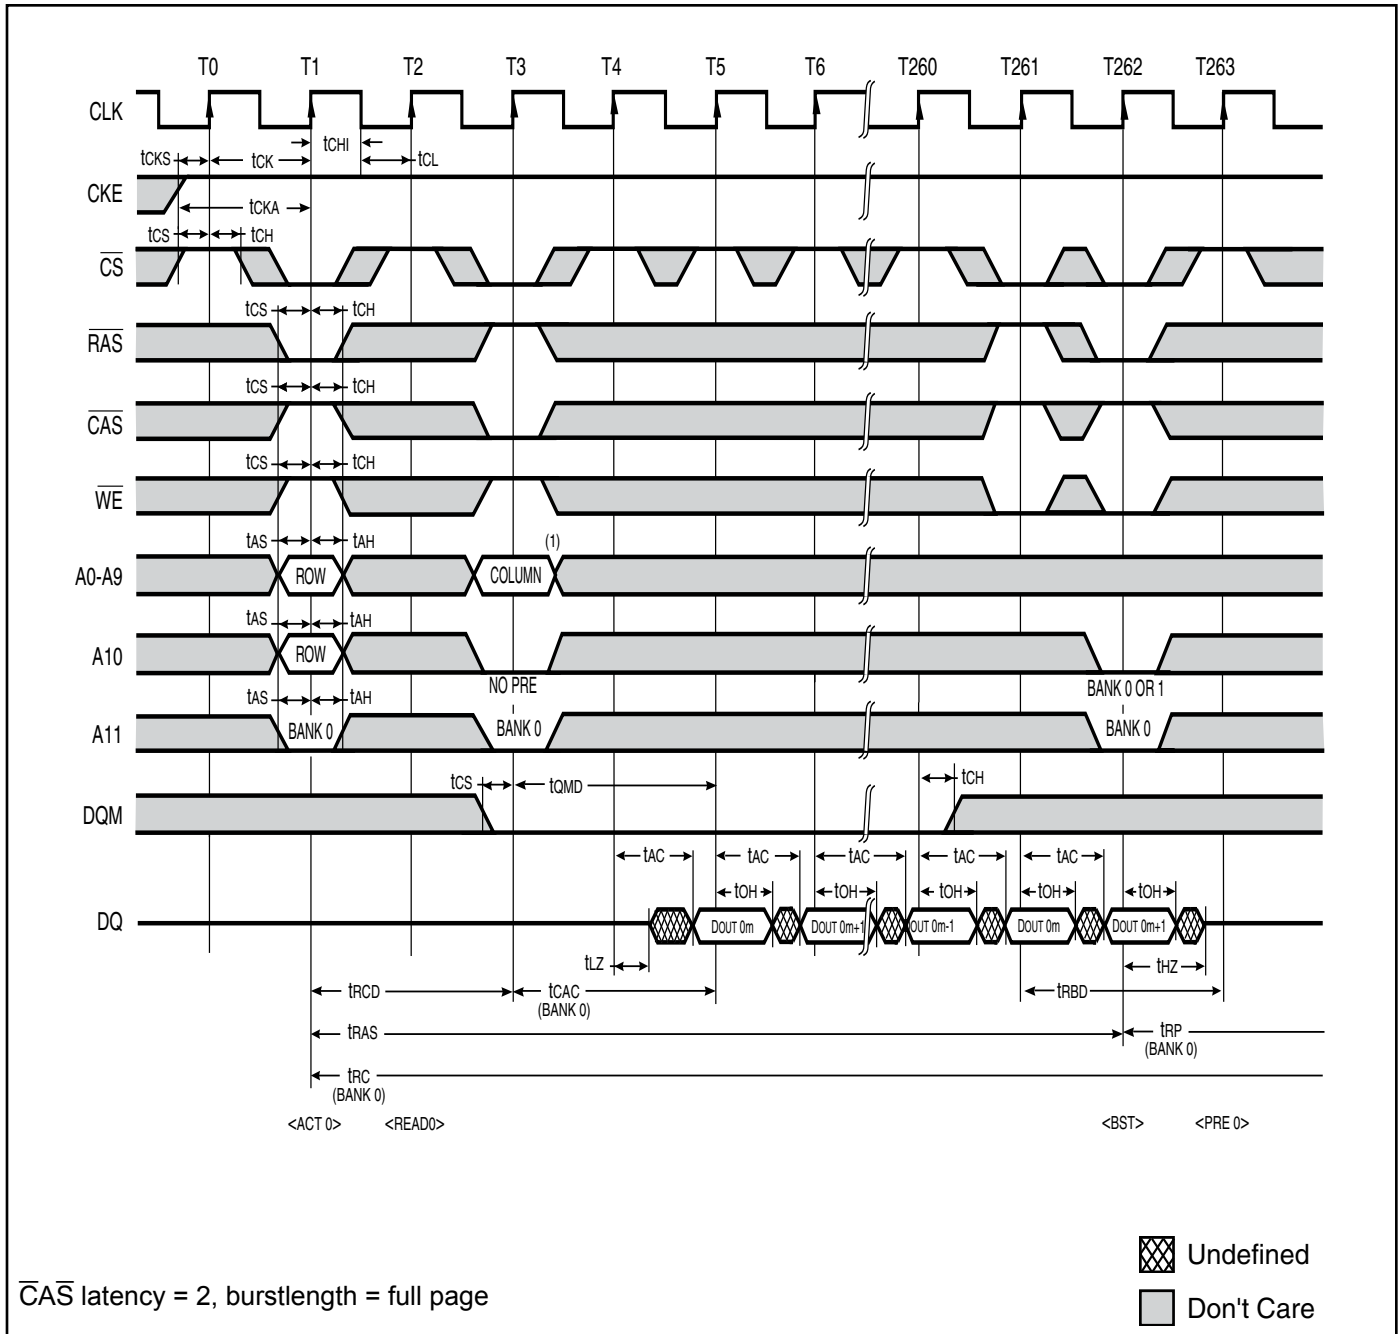 T0 T1 T2 T3 T4 T5 T6 T260 T261 T262 T263
CLK
tCHI
tCKS tCK tCL
CKE
tCKA
tCS tCH
CS
tCS tCH
RAS
tCS tCH
CAS
tCS tCH
WE
tAS tAH (1)
A0-A9 ROW COLUMN
tAS tAH
A10 ROW
NO PRE BANK 0 OR 1
tAS tAH
A11 BANK 0 BANK 0 BANK 0
tCS tQMD tCH
DQM
tAC tAC tAC tAC tAC
tOH tOH tOH tOH tOH
DQ DOUT 0m DOUT 0m+1 OUT 0m-1 DOUT 0m DOUT 0m+1
tLZ tHZ
tRCD tCAC tRBD
(BANK 0)
tRAS tRP
(BANK 0)
tRC
(BANK 0)
<ACT 0> <READ0> <BST> <PRE 0>
Undefined
CAS latency = 2, burstlength = full page
Don't Care